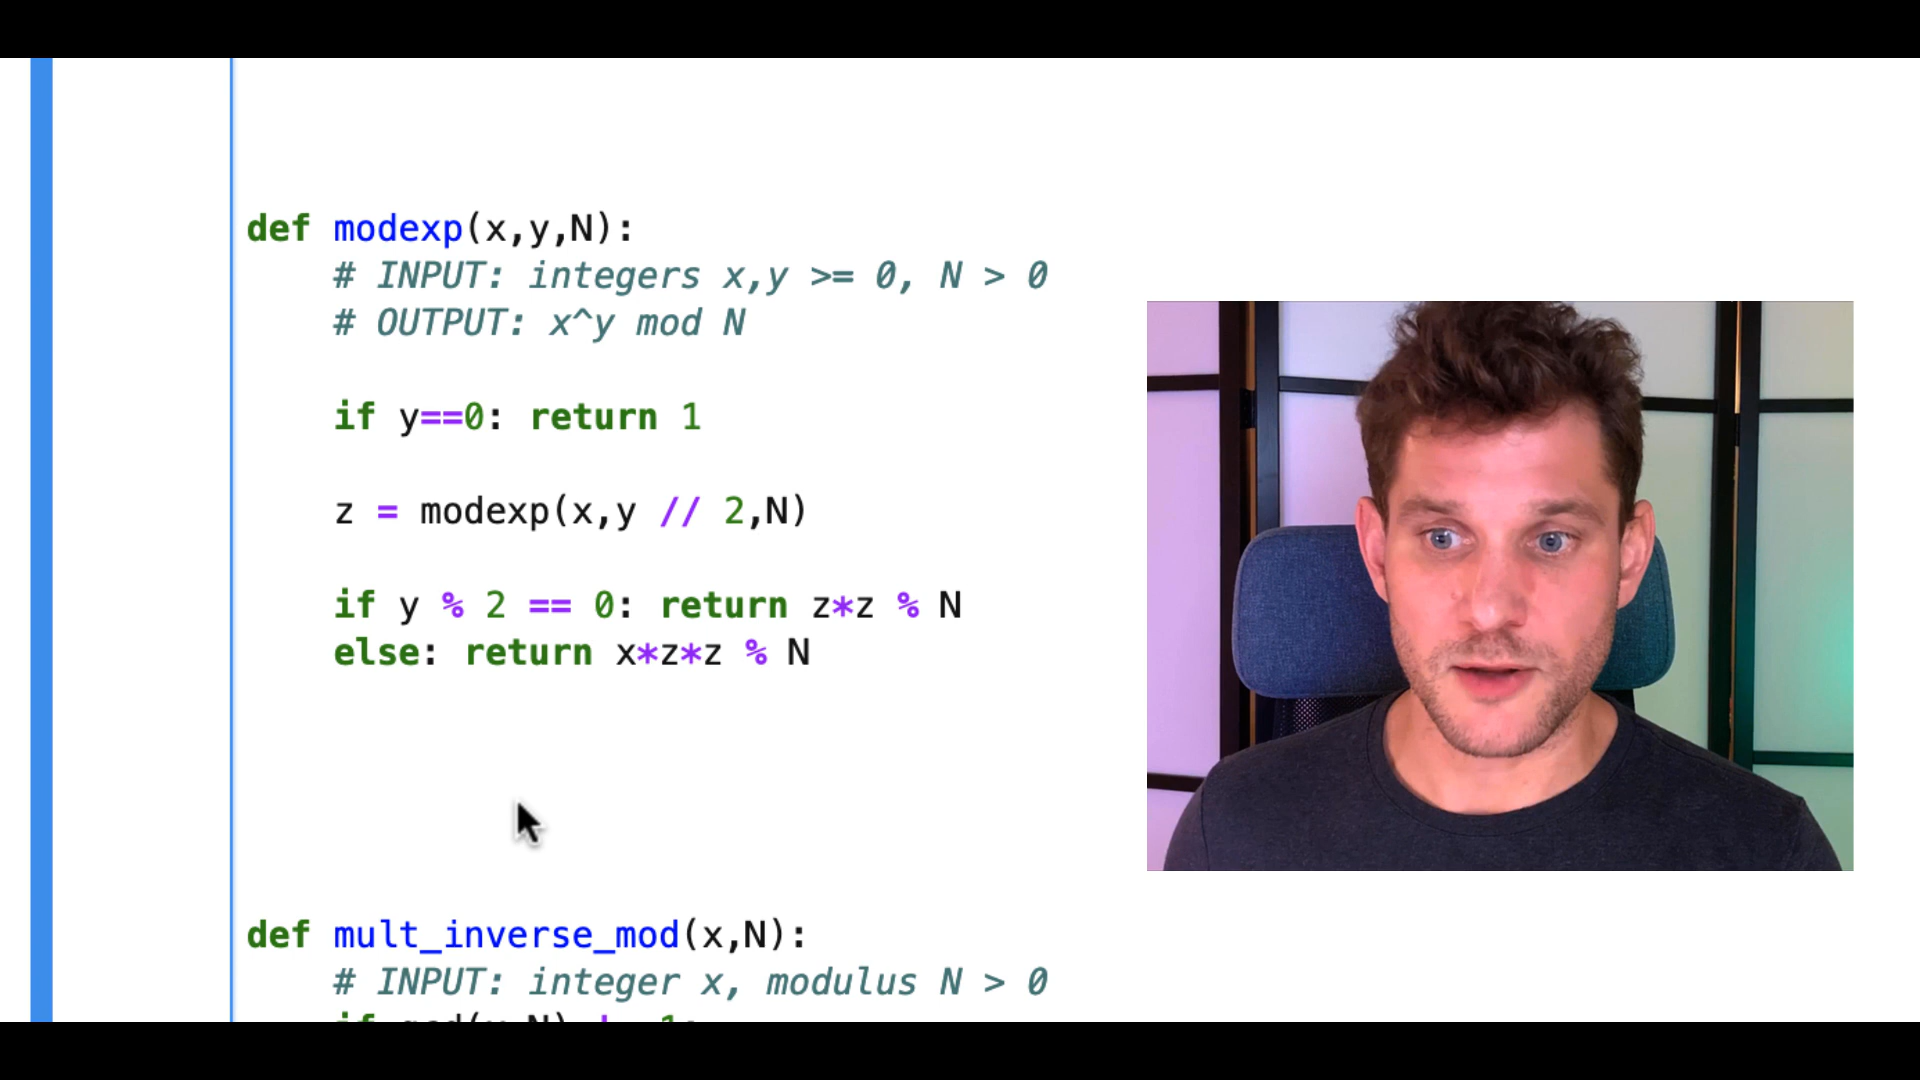 def modexp(x,y,N):
# INPUT: integers x,y >= 0, N > 0
# OUTPUT: x^y mod N
if y==0: return 1
z = modexp(x,y // 2,N)
if y % 2 == 0: return z*z % N
else: return x*z*z % N
def mult_inverse_mod(x,N):
# INPUT: integer x, modulus N > 0